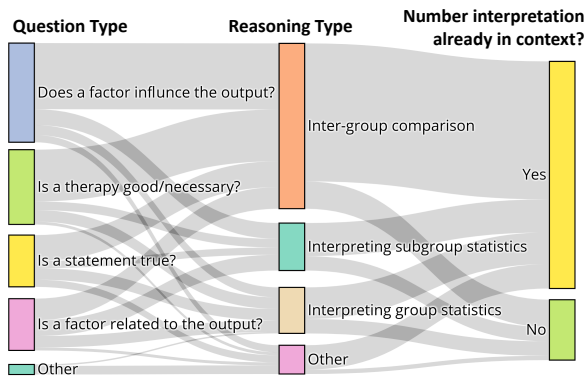 Question Type
Reasoning Type
Number interpretation
already in context?
Does a factor influnce the output?
Is a therapy good/necessary?
Is a statement true?
Is a factor related to the output?
Other
Inter-group comparison
Interpreting subgroup statistics
Interpreting group statistics
Other
Yes
No